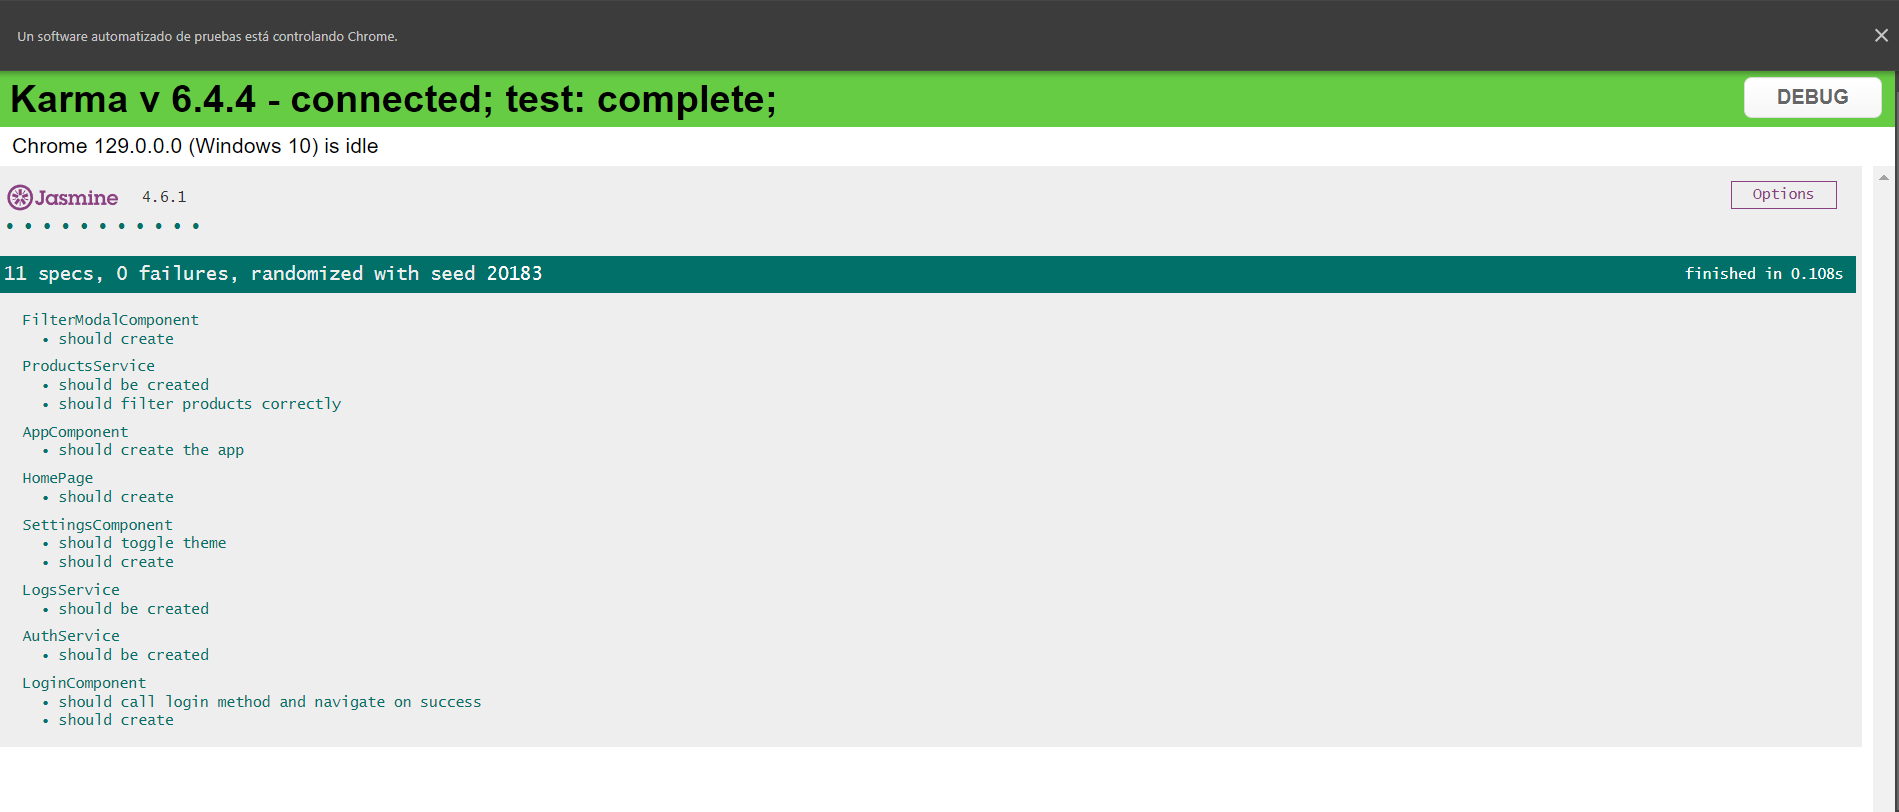 Un software automatizado de pruebas está controlando Chrome.
Karma v 6.4.4 - connected; test: complete;
DEBUG
Chrome 129.0.0.0 (Windows 10) is idle
Jasmine 4.6.1
Options
• • • • • • • • • • •
11 specs, 0 failures, randomized with seed 20183
finished in 0.108s
FilterModalComponent
• should create
ProductsService
• should be created
• should filter products correctly
AppComponent
• should create the app
HomePage
• should create
SettingsComponent
• should toggle theme
• should create
LogsService
• should be created
AuthService
• should be created
LoginComponent
• should call login method and navigate on success
• should create